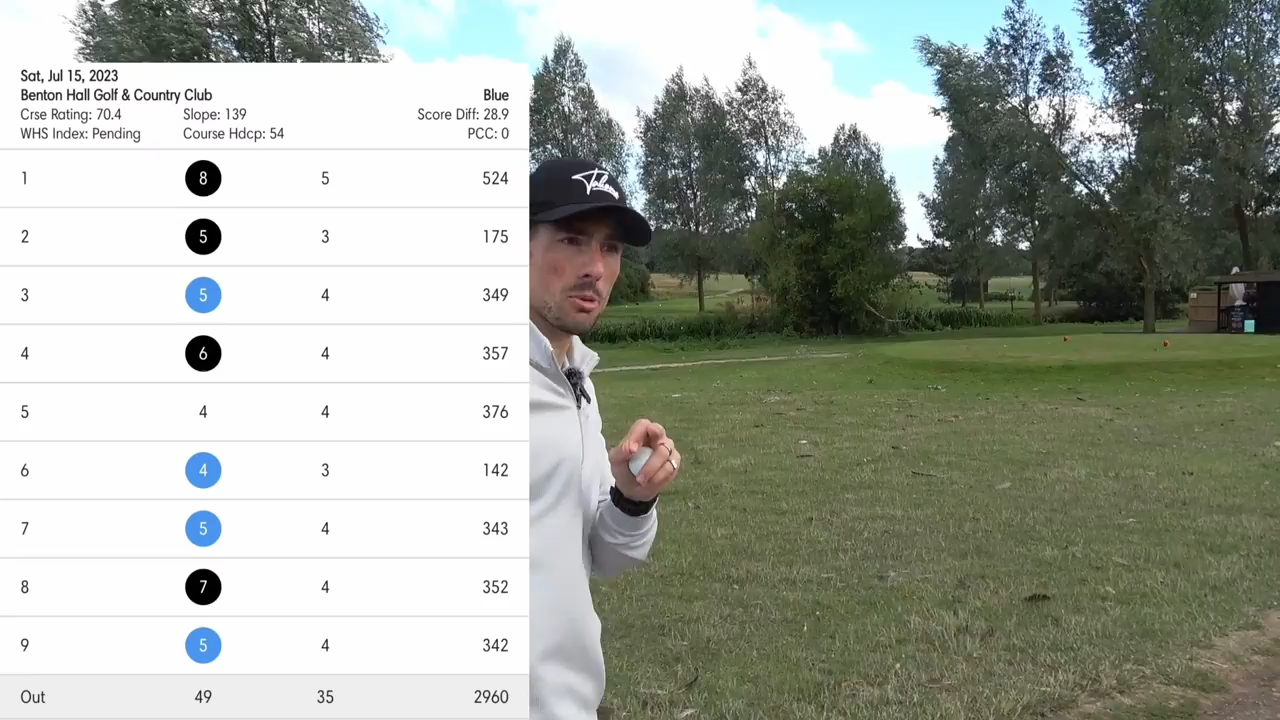 Sat, Jul 15, 2023
Benton Hall Golf & Country Club Blue
Crse Rating: 70.4 Slope: 139 Score Diff: 28.9
WHS Index: Pending Course Hdcp: 54 PCC: 0
1 8 5 524
2 5 3 175
3 5 4 349
4 6 4 357
5 4 4 376
6 4 3 142
7 5 4 343
8 7 4 352
9 5 4 342
Out 49 35 2960